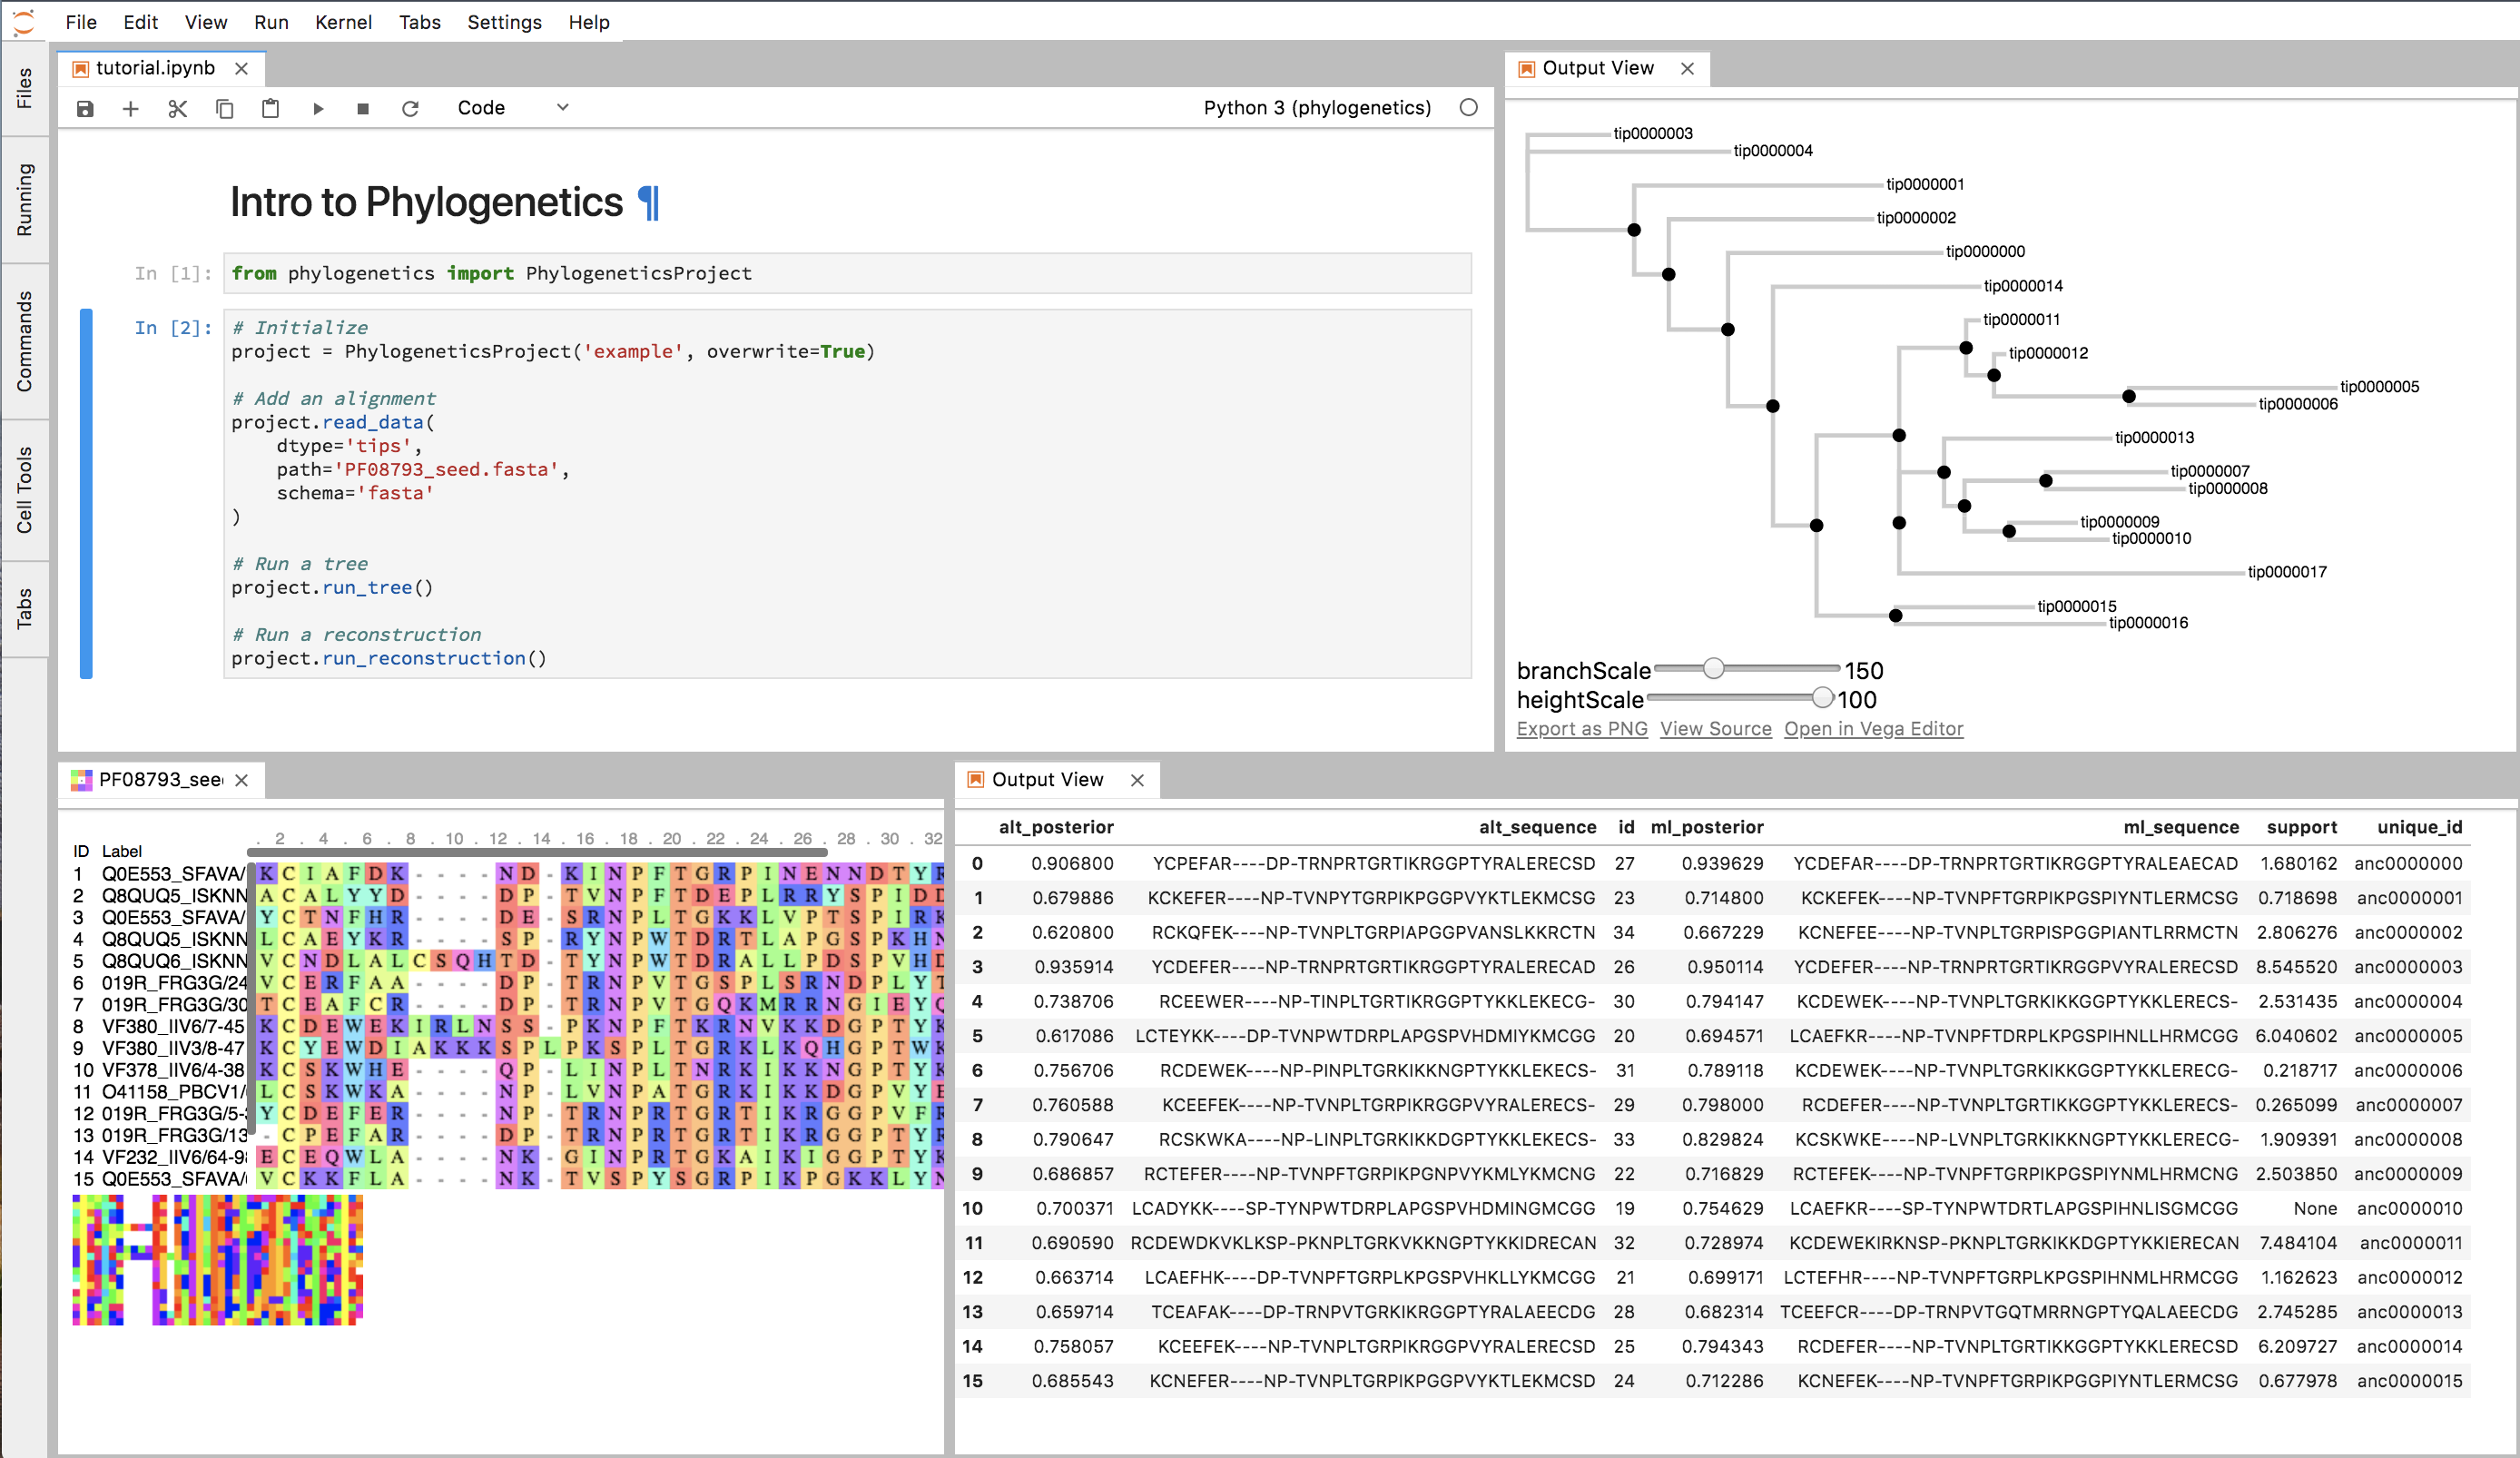 File Edit View Run Kernel Tabs Settings Help
Files
Running
Commands
Cell Tools
Tabs
tutorial.ipynb
Code
Python 3 (phylogenetics)
Intro to Phylogenetics ¶
In [1]: from phylogenetics import PhylogeneticsProject
In [2]: # Initialize
project = PhylogeneticsProject('example', overwrite=True)
# Add an alignment
project.read_data(
dtype='tips',
path='PF08793_seed.fasta',
schema='fasta'
)
# Run a tree
project.run_tree()
# Run a reconstruction
project.run_reconstruction()
Output View
tip0000003
tip0000004
tip0000001
tip0000002
tip0000000
tip0000014
tip0000011
tip0000012
tip0000005
tip0000006
tip0000013
tip0000007
tip0000008
tip0000009
tip0000010
tip0000017
tip0000015
tip0000016
branchScale 150
heightScale 100
Export as PNG View Source Open in Vega Editor
PF08793_see
. 2 . 4 . 6 . 8 . 10 . 12 . 14 . 16 . 18 . 20 . 22 . 24 . 26 . 28 . 30 . 32
ID Label
1 Q0E553_SFAVA/ K C I A F D K - - - - N D - K I N P F T G R P I N E N N D T Y R
2 Q8QUQ5_ISKNN A C A L Y Y D - - - - D P - T V N P F T D E P L R R Y S P I D D
3 Q0E553_SFAVA/ Y C T N F H R - - - - D E - S R N P L T G K K L V P T S P I R K
4 Q8QUQ5_ISKNN L C A E Y K R - - - - S P - R Y N P W T D R T L A P G S P K H N
5 Q8QUQ6_ISKNN V C N D L A L C S Q H T D - T Y N P W T D R A L L P D S P V H D
6 019R_FRG3G/24 V C E R F A A - - - - D P - T R N P V T G S P L S R N D P L Y T
7 019R_FRG3G/30 T C E A F C R - - - - D P - T R N P V T G Q K M R R N G I E Y Q
8 VF380_IIV6/7-45 K C D E W E K I R L N S S - P K N P F T K R N V K K D G P T Y K
9 VF380_IIV3/8-47 K C Y E W D I A K K K S P L P K S P L T G R K L K Q H G P T W K
10 VF378_IIV6/4-38 K C S K W H E - - - - Q P - L I N P L T N R K I K K N G P T Y K
11 O41158_PBCV1/ L C S K W K A - - - - N P - L V N P A T G R K I K K D G P V Y E
12 019R_FRG3G/5- Y C D E F E R - - - - N P - T R N P R T G R T I K R G G P V F R
13 019R_FRG3G/13 - C P E F A R - - - - D P - T R N P R T G R T I K R G G P T Y R
14 VF232_IIV6/64-9 E C E Q W L A - - - - N K - G I N P R T G K A I K I G G P T Y K
15 Q0E553_SFAVA/ V C K K F L A - - - - N K - T V S P Y S G R P I K P G K K L Y N
Output View
alt_posterior alt_sequence id ml_posterior ml_sequence support unique_id
0 0.906800 YCPEFAR----DP-TRNPRTGRTIKRGGPTYRALERECSD 27 0.939629 YCDEFAR----DP-TRNPRTGRTIKRGGPTYRALEAECAD 1.680162 anc0000000
1 0.679886 KCKEFER----NP-TVNPYTGRPIKPGGPVYKTLEKMCSG 23 0.714800 KCKEFEK----NP-TVNPFTGRPIKPGSPIYNTLERMCSG 0.718698 anc0000001
2 0.620800 RCKQFEK----NP-TVNPLTGRPIAPGGPVANSLKKRCTN 34 0.667229 KCNEFEE----NP-TVNPLTGRPISPGGPIANTLRRMCTN 2.806276 anc0000002
3 0.935914 YCDEFER----NP-TRNPRTGRTIKRGGPTYRALERECAD 26 0.950114 YCDEFER----NP-TRNPRTGRTIKRGGPVYRALERECSD 8.545520 anc0000003
4 0.738706 RCEEWER----NP-TINPLTGRTIKRGGPTYKKLEKECG- 30 0.794147 KCDEWEK----NP-TVNPLTGRKIKKGGPTYKKLERECS- 2.531435 anc0000004
5 0.617086 LCTEYKK----DP-TVNPWTDRPLAPGSPVHDMIYKMCGG 20 0.694571 LCAEFKR----NP-TVNPFTDRPLKPGSPIHNLLHRMCGG 6.040602 anc0000005
6 0.756706 RCDEWEK----NP-PINPLTGRKIKKNGPTYKKLEKECS- 31 0.789118 KCDEWEK----NP-TVNPLTGRKIKKGGPTYKKLERECG- 0.218717 anc0000006
7 0.760588 KCEEFEK----NP-TVNPLTGRPIKRGGPVYRALERECS- 29 0.798000 RCDEFER----NP-TVNPLTGRTIKKGGPTYKKLERECS- 0.265099 anc0000007
8 0.790647 RCSKWKA----NP-LINPLTGRKIKKDGPTYKKLEKECS- 33 0.829824 KCSKWKE----NP-LVNPLTGRKIKKNGPTYKKLERECG- 1.909391 anc0000008
9 0.686857 RCTEFER----NP-TVNPFTGRPIKPGNPVYKMLYKMCNG 22 0.716829 RCTEFEK----NP-TVNPFTGRPIKPGSPIYNMLHRMCNG 2.503850 anc0000009
10 0.700371 LCADYKK----SP-TYNPWTDRPLAPGSPVHDMINGMCGG 19 0.754629 LCAEFKR----SP-TYNPWTDRTLAPGSPIHNLISGMCGG None anc0000010
11 0.690590 RCDEWDKVKLKSP-PKNPLTGRKVKKNGPTYKKIDRECAN 32 0.728974 KCDEWEKIRKNSP-PKNPLTGRKIKKDGPTYKKIERECAN 7.484104 anc0000011
12 0.663714 LCAEFHK----DP-TVNPFTGRPLKPGSPVHKLLYKMCGG 21 0.699171 LCTEFHR----NP-TVNPFTGRPLKPGSPIHNMLHRMCGG 1.162623 anc0000012
13 0.659714 TCEAFAK----DP-TRNPVTGRKIKRGGPTYRALAEECDG 28 0.682314 TCEEFCR----DP-TRNPVTGQTMRRNGPTYQALAEECDG 2.745285 anc0000013
14 0.758057 KCEEFEK----NP-TVNPLTGRPIKRGGPVYRALERECSD 25 0.794343 RCDEFER----NP-TVNPLTGRTIKKGGPTYKKLERECSD 6.209727 anc0000014
15 0.685543 KCNEFER----NP-TVNPLTGRPIKPGGPVYKTLEKMCSD 24 0.712286 KCNEFEK----NP-TVNPFTGRPIKPGGPIYNTLERMCSG 0.677978 anc0000015